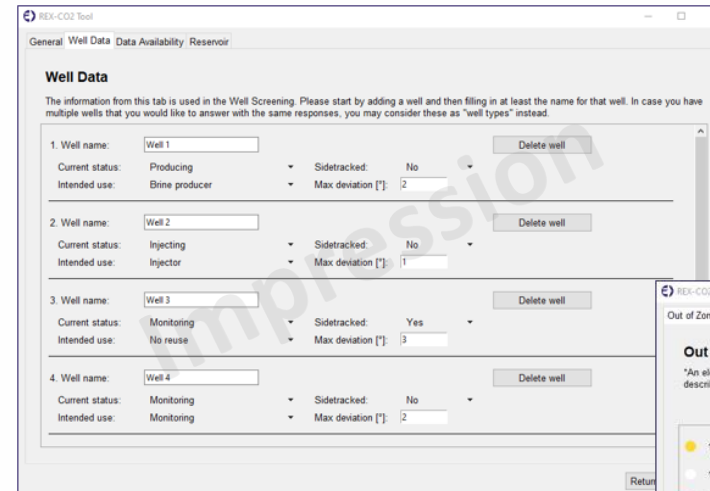 REX-CO2 Tool
General Well Data Data Availability Reservoir
Well Data
The information from this tab is used in the Well Screening. Please start by adding a well and then filling in at least the name for that well. In case you have
multiple wells that you would like to answer with the same responses, you may consider these as "well types" instead.
1. Well name: Well 1 Delete well
Current status: Producing Sidetracked: No
Intended use: Brine producer Max deviation [°]: 2
2. Well name: Well 2 Delete well
Current status: Injecting Sidetracked: No
Intended use: Injector Max deviation [°]: 1
3. Well name: Well 3 Delete well
Current status: Monitoring Sidetracked: Yes
Intended use: No reuse Max deviation [°]: 3
4. Well name: Well 4 Delete well
Current status: Monitoring Sidetracked: No
Intended use: Monitoring Max deviation [°]: 2
Impression
REX-CO2
Out of Zon
Out
*An el
descri
Return